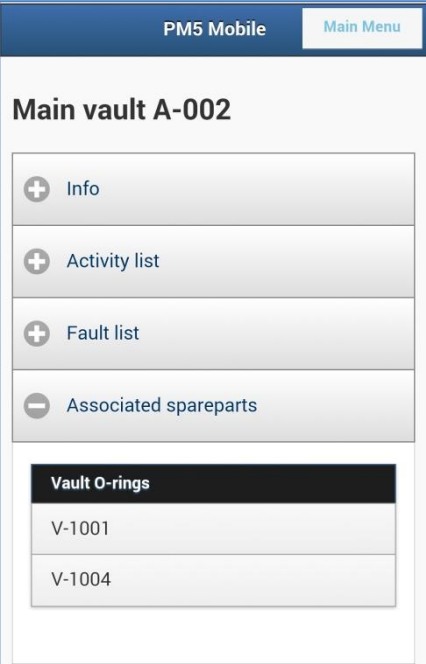 PM5 Mobile
Main Menu
Main vault A-002
Info
Activity list
Fault list
Associated spareparts
Vault O-rings
V-1001
V-1004